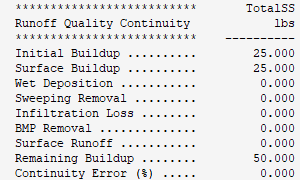 **************************   TotalSS
Runoff Quality Continuity        lbs
**************************   ----------
Initial Buildup ..........   25.000
Surface Buildup ..........   25.000
Wet Deposition ...........   0.000
Sweeping Removal .........   0.000
Infiltration Loss ........   0.000
BMP Removal ..............   0.000
Surface Runoff ...........   0.000
Remaining Buildup ........   50.000
Continuity Error (%) .....   0.000